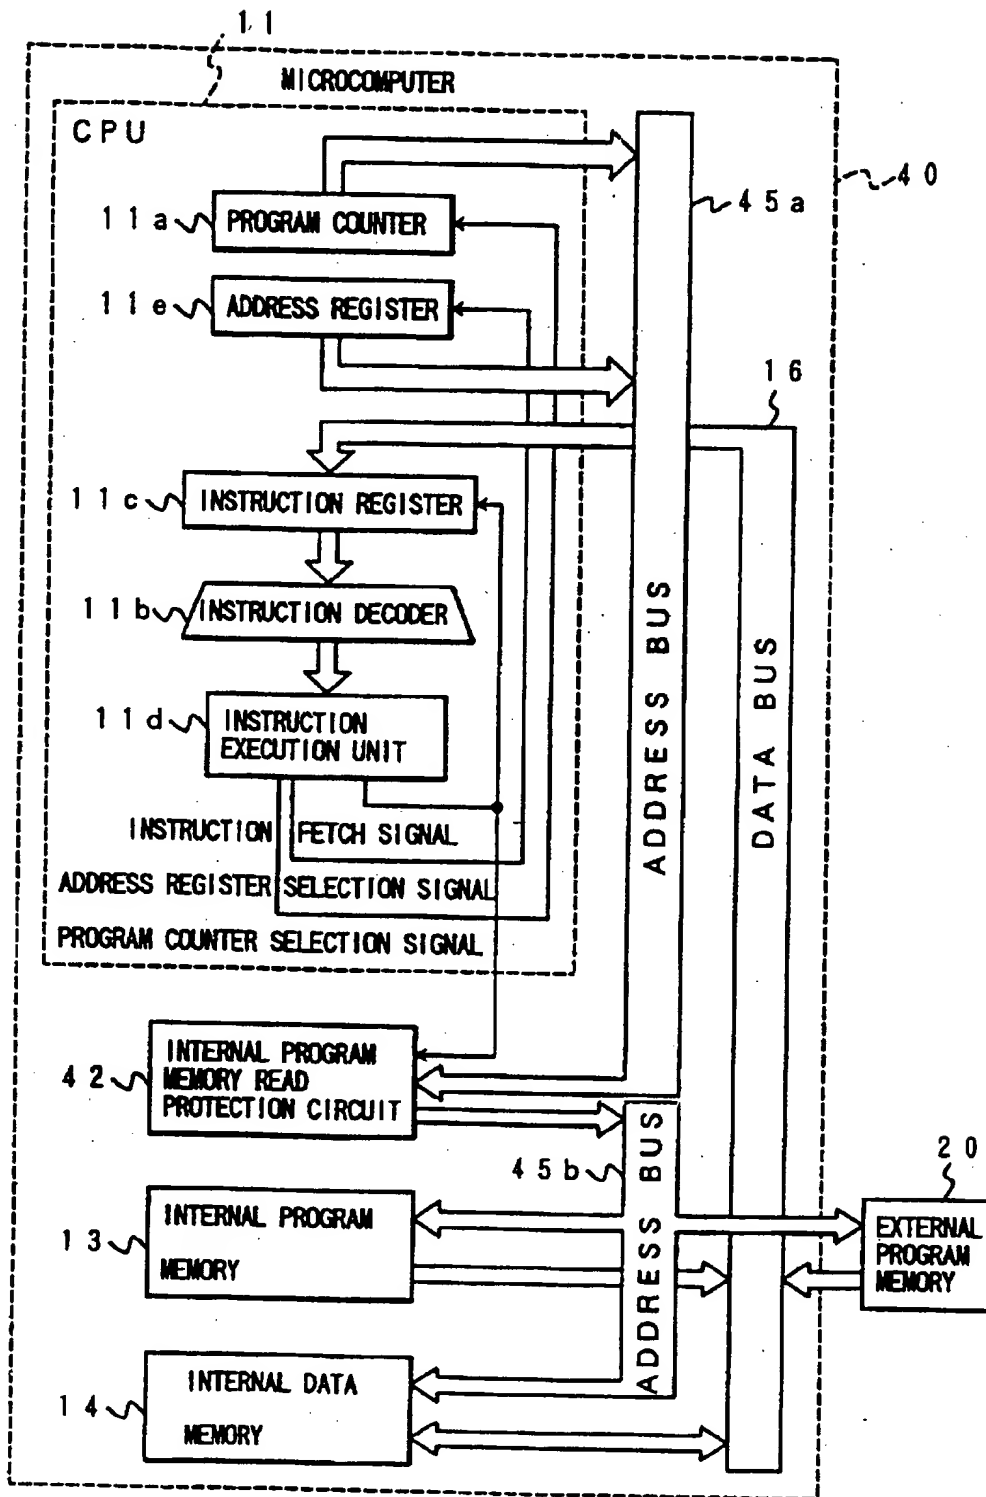 11
MICROCOMPUTER
CPU
40
45a
11a
PROGRAM COUNTER
11e
ADDRESS REGISTER
16
11c
INSTRUCTION REGISTER
11b
INSTRUCTION DECODER
ADDRESS BUS
DATA BUS
11d
INSTRUCTION
EXECUTION UNIT
INSTRUCTION FETCH SIGNAL
ADDRESS REGISTER SELECTION SIGNAL
PROGRAM COUNTER SELECTION SIGNAL
42
INTERNAL PROGRAM
MEMORY READ
PROTECTION CIRCUIT
45b
ADDRESS BUS
20
13
INTERNAL PROGRAM
MEMORY
EXTERNAL
PROGRAM
MEMORY
14
INTERNAL DATA
MEMORY